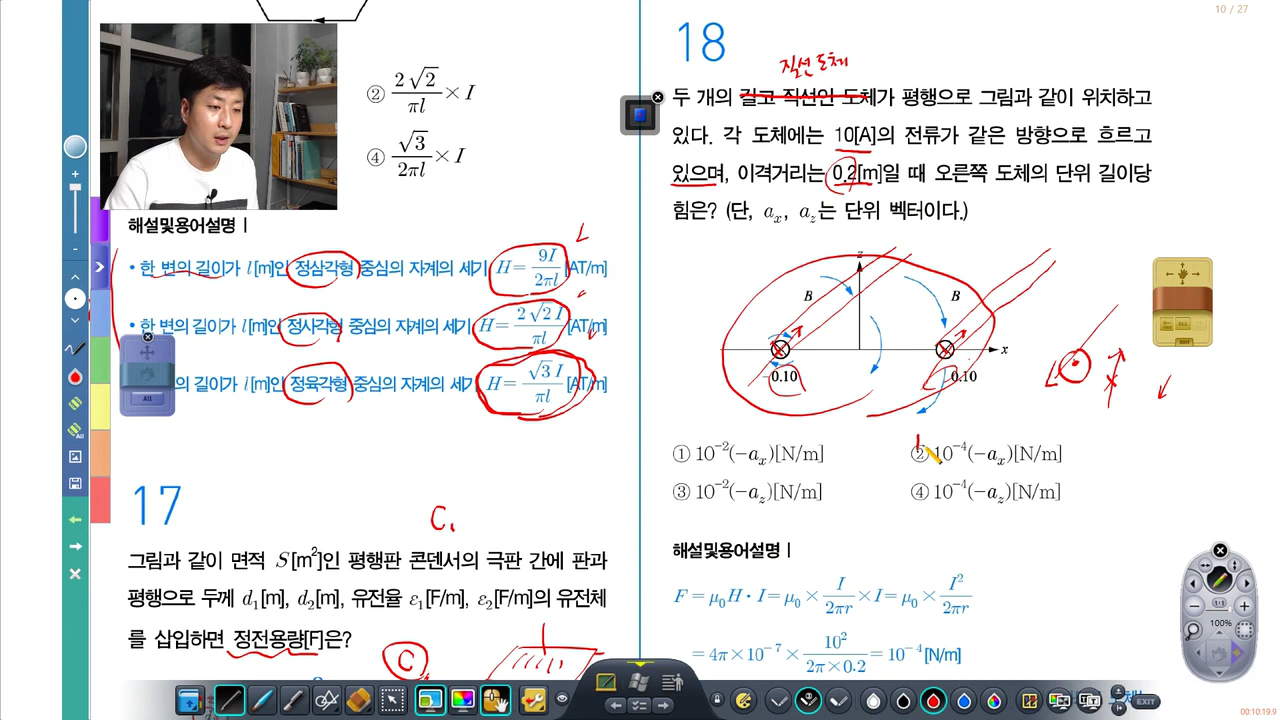 10 / 27
② 2√2/πl × I
④ √3/2πl × I
해설및용어설명 |
• 한 변의 길이가 l[m]인 정삼각형 중심의 자계의 세기 H = 9I/2πl [AT/m]
• 한 변의 길이가 l[m]인 정사각형 중심의 자계의 세기 H = 2√2 I/πl [AT/m]
의 길이가 l[m]인 정육각형 중심의 자계의 세기 H = √3 I/πl [AT/m]
17
C₁
그림과 같이 면적 S[m²]인 평행판 콘덴서의 극판 간에 판과
평행으로 두께 d₁[m], d₂[m], 유전율 ε₁[F/m], ε₂[F/m]의 유전체
를 삽입하면 정전용량[F]은?
C
18
직선도체
두 개의 길고 직선인 도체가 평행으로 그림과 같이 위치하고
있다. 각 도체에는 10[A]의 전류가 같은 방향으로 흐르고
있으며, 이격거리는 0.2[m]일 때 오른쪽 도체의 단위 길이당
힘은? (단, aₓ, a_z는 단위 벡터이다.)
z
B B
x
-0.10 0.10
① 10⁻²(-aₓ)[N/m] ② 10⁻⁴(-aₓ)[N/m]
③ 10⁻²(-a_z)[N/m] ④ 10⁻⁴(-a_z)[N/m]
해설및용어설명 |
F = μ₀H · I = μ₀ × I/2πr × I = μ₀ × I²/2πr
= 4π × 10⁻⁷ × 10²/2π × 0.2 = 10⁻⁴ [N/m]
All
ALL
EXIT
1:1
100%
EXIT
00:10:19.9